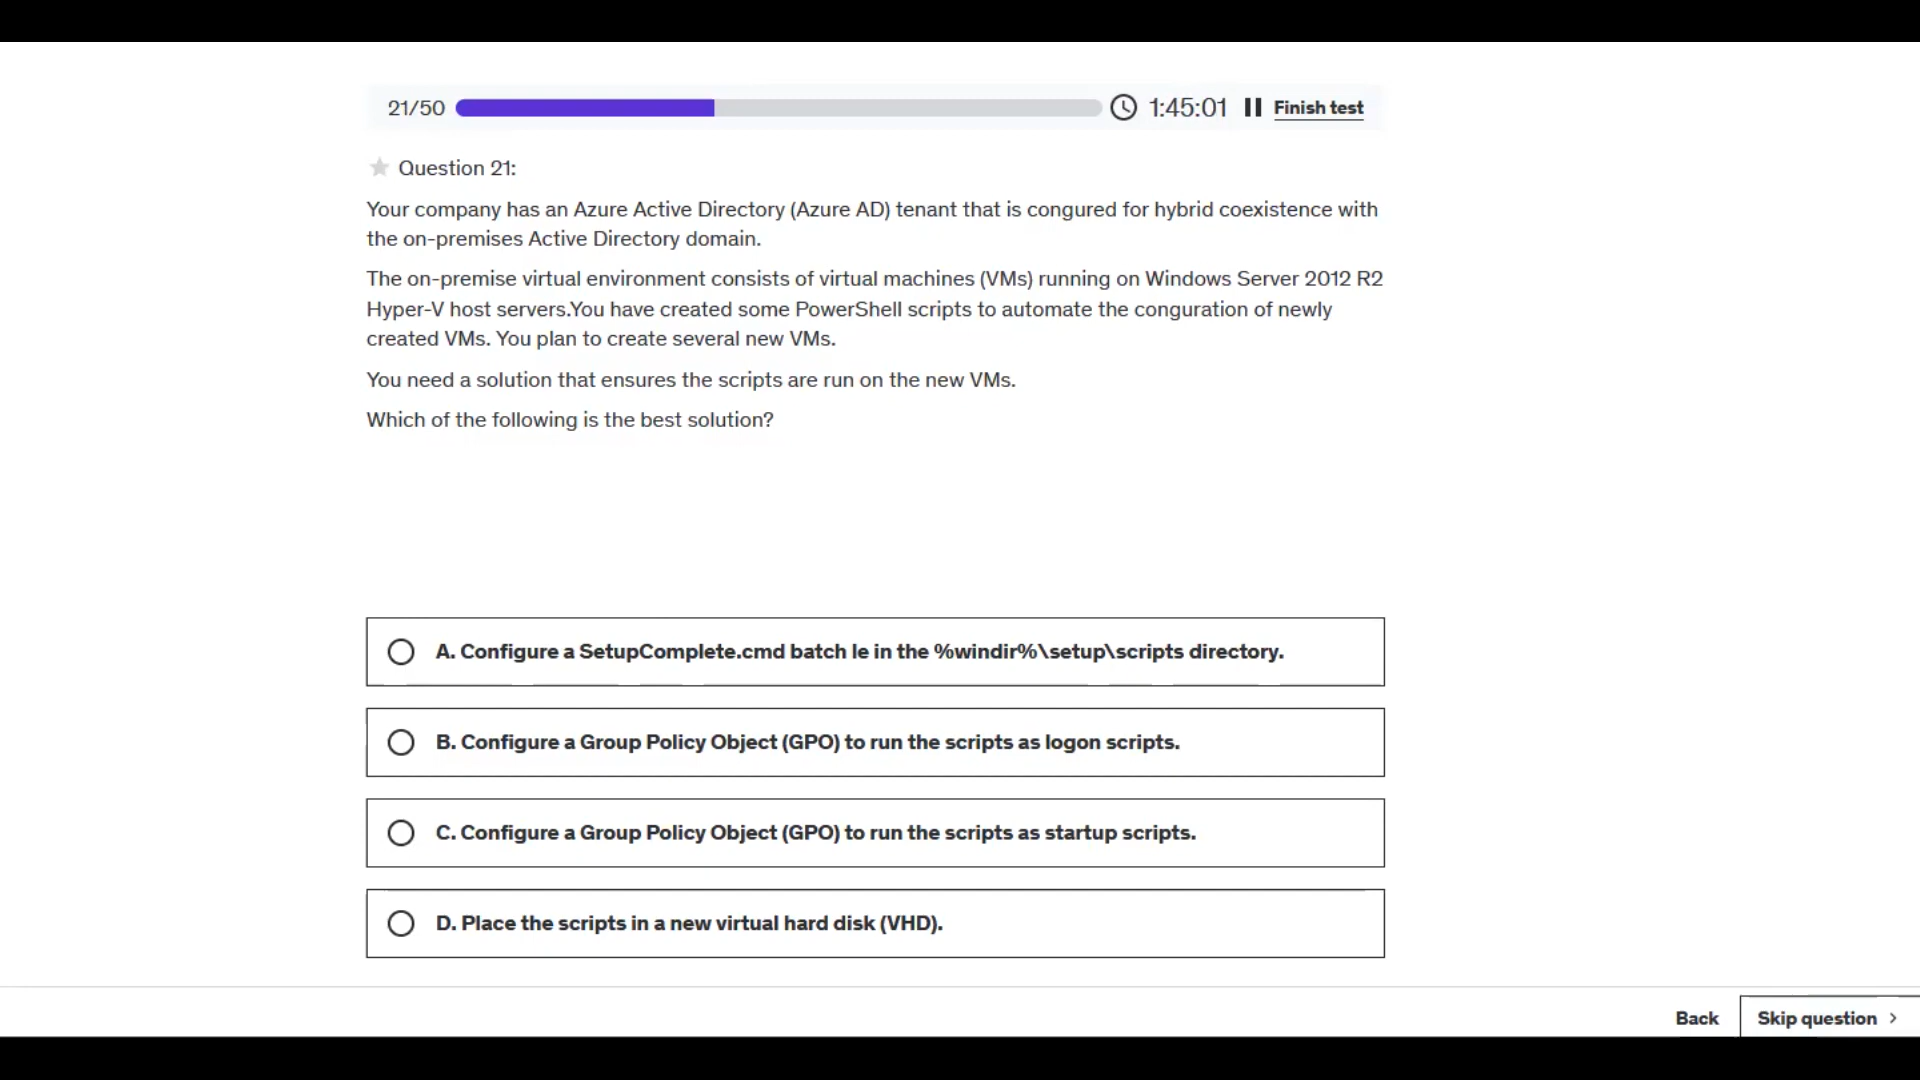 21/50 1:45:01 Finish test
Question 21:
Your company has an Azure Active Directory (Azure AD) tenant that is congured for hybrid coexistence with
the on-premises Active Directory domain.
The on-premise virtual environment consists of virtual machines (VMs) running on Windows Server 2012 R2
Hyper-V host servers.You have created some PowerShell scripts to automate the conguration of newly
created VMs. You plan to create several new VMs.
You need a solution that ensures the scripts are run on the new VMs.
Which of the following is the best solution?
A. Configure a SetupComplete.cmd batch le in the %windir%\setup\scripts directory.
B. Configure a Group Policy Object (GPO) to run the scripts as logon scripts.
C. Configure a Group Policy Object (GPO) to run the scripts as startup scripts.
D. Place the scripts in a new virtual hard disk (VHD).
Back Skip question >